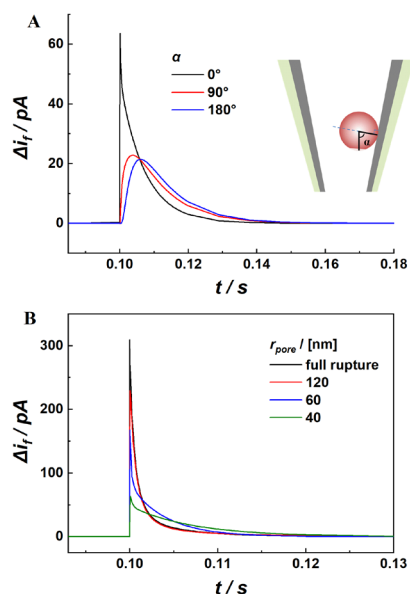 A
Δi_f / pA
60
40
20
0
α
0°
90°
180°
α
0.10 0.12 0.14 0.16 0.18
t / s
B
Δi_f / pA
300
200
100
0
r_pore / [nm]
full rupture
120
60
40
0.10 0.11 0.12 0.13
t / s